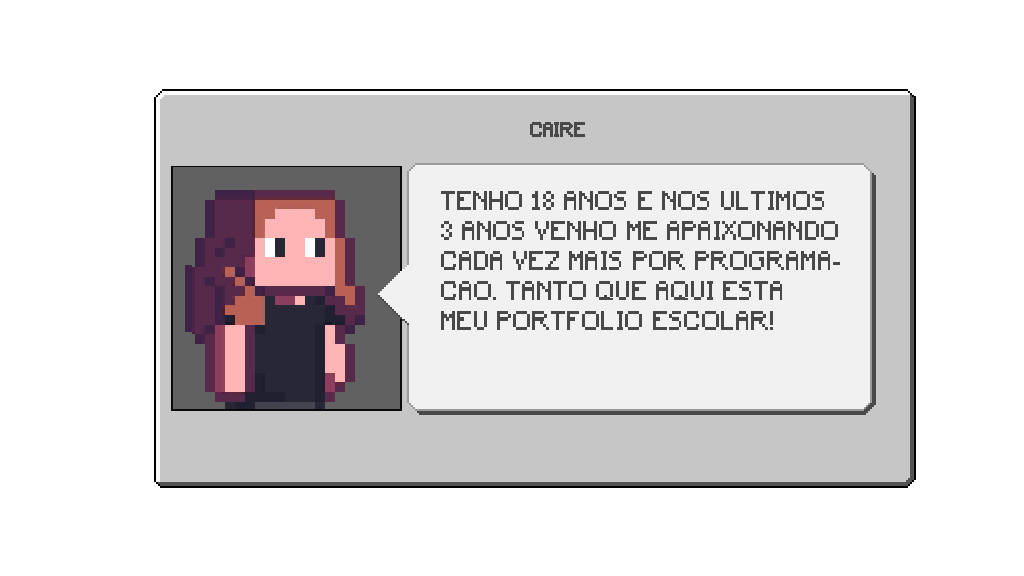 CAIRE
TENHO 18 ANOS E NOS ULTIMOS
3 ANOS VENHO ME APAIXONANDO
CADA VEZ MAIS POR PROGRAMA-
CAO. TANTO QUE AQUI ESTA
MEU PORTFOLIO ESCOLAR!